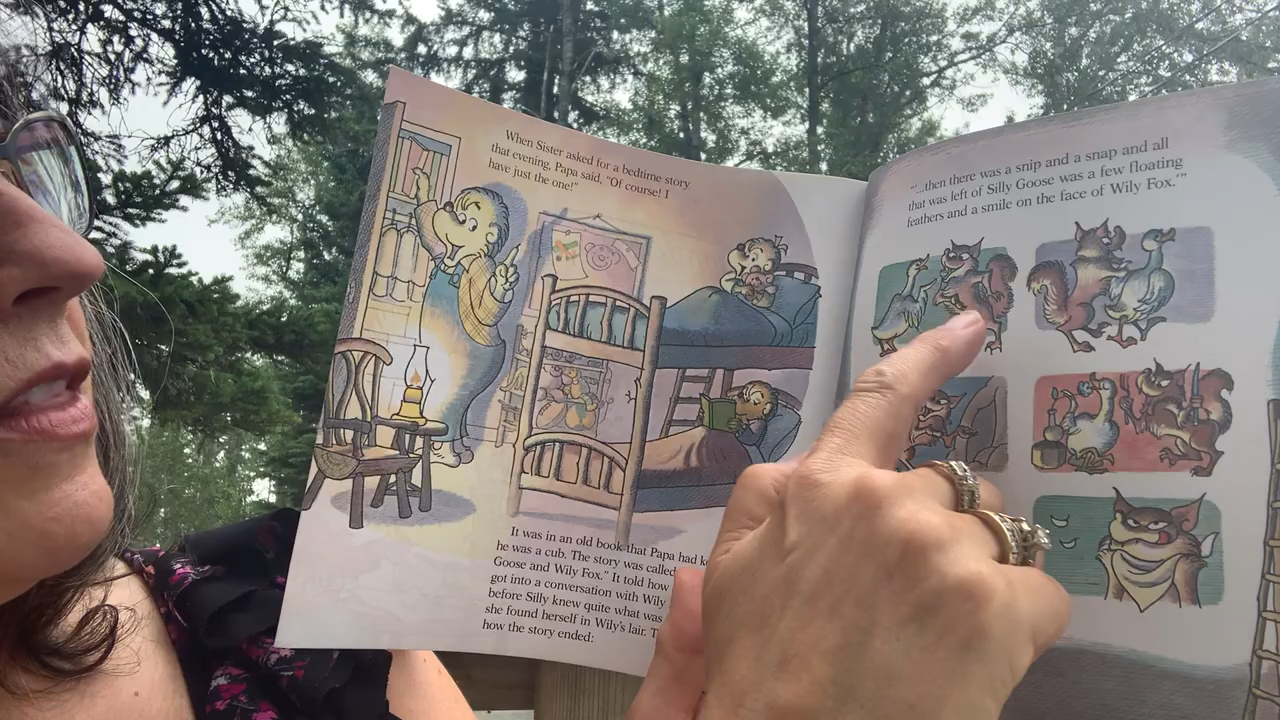 When Sister asked for a bedtime story
that evening, Papa said, "Of course! I
have just the one!"
It was in an old book that Papa had
he was a cub. The story was called
Goose and Wily Fox." It told how
got into a conversation with Wily
before Silly knew quite what was
she found herself in Wily's lair.
how the story ended:
"'...then there was a snip and a snap and all
that was left of Silly Goose was a few floating
feathers and a smile on the face of Wily Fox.'"